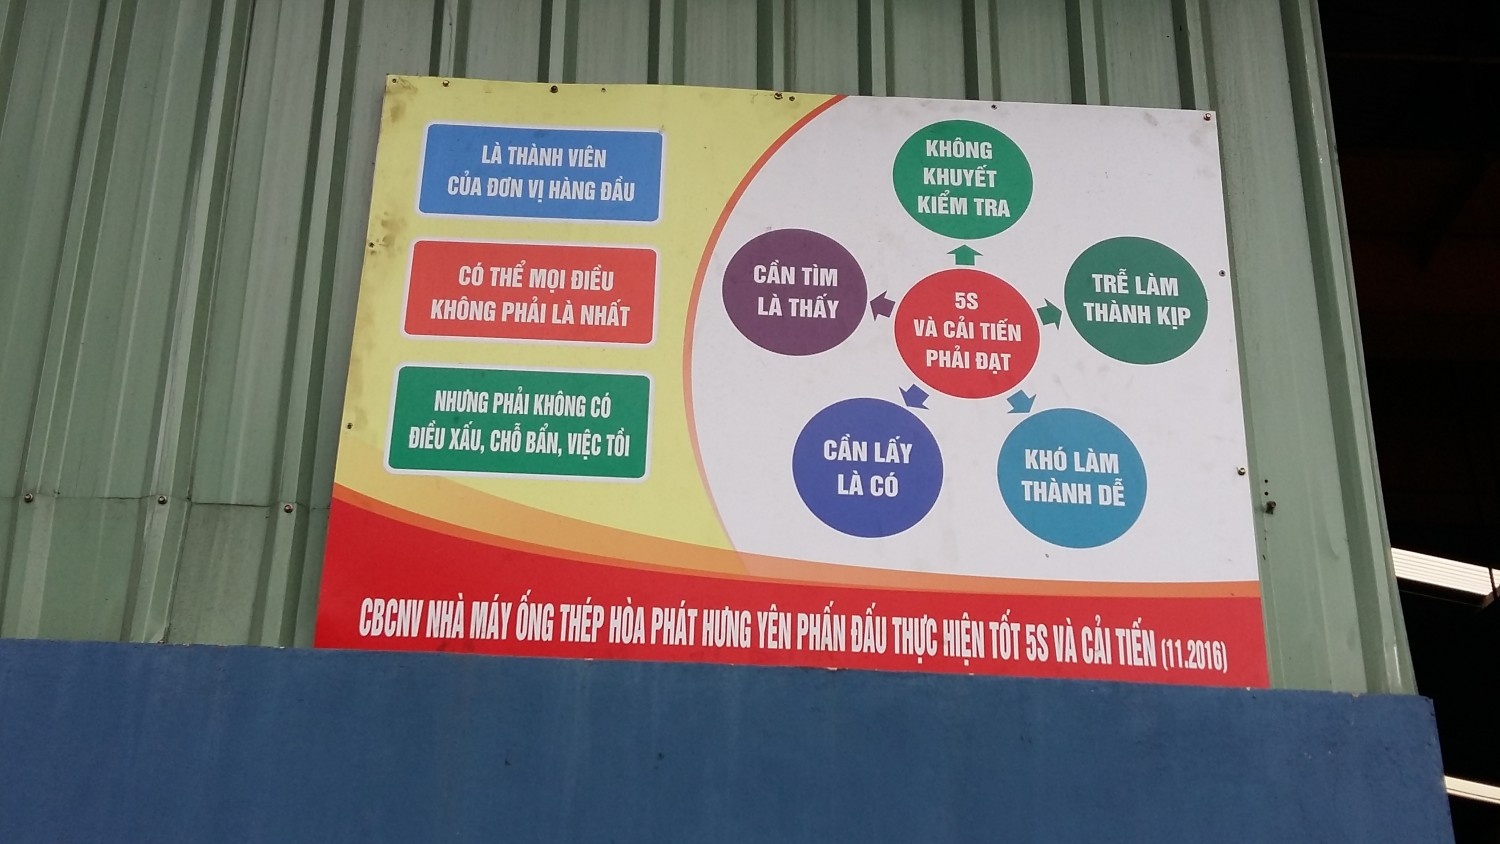 LÀ THÀNH VIÊN
CỦA ĐƠN VỊ HÀNG ĐẦU
CÓ THỂ MỌI ĐIỀU
KHÔNG PHẢI LÀ NHẤT
NHƯNG PHẢI KHÔNG CÓ
ĐIỀU XẤU, CHỖ BẨN, VIỆC TỒI
KHÔNG
KHUYẾT
KIỂM TRA
CẦN TÌM
LÀ THẤY
5S
VÀ CẢI TIẾN
PHẢI ĐẠT
TRỄ LÀM
THÀNH KỊP
CẦN LẤY
LÀ CÓ
KHÓ LÀM
THÀNH DỄ
CBCNV NHÀ MÁY ỐNG THÉP HÒA PHÁT HƯNG YÊN PHẤN ĐẤU THỰC HIỆN TỐT 5S VÀ CẢI TIẾN (11.2016)